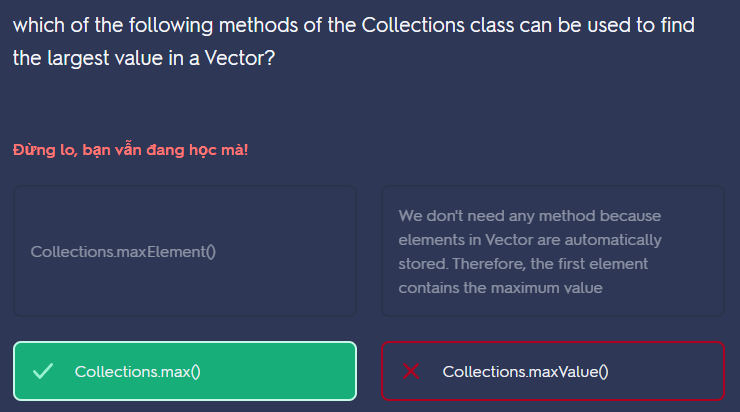 which of the following methods of the Collections class can be used to find
the largest value in a Vector?
Đừng lo, bạn vẫn đang học mà!
Collections.maxElement()
We don't need any method because
elements in Vector are automatically
stored. Therefore, the first element
contains the maximum value
Collections.max()
Collections.maxValue()